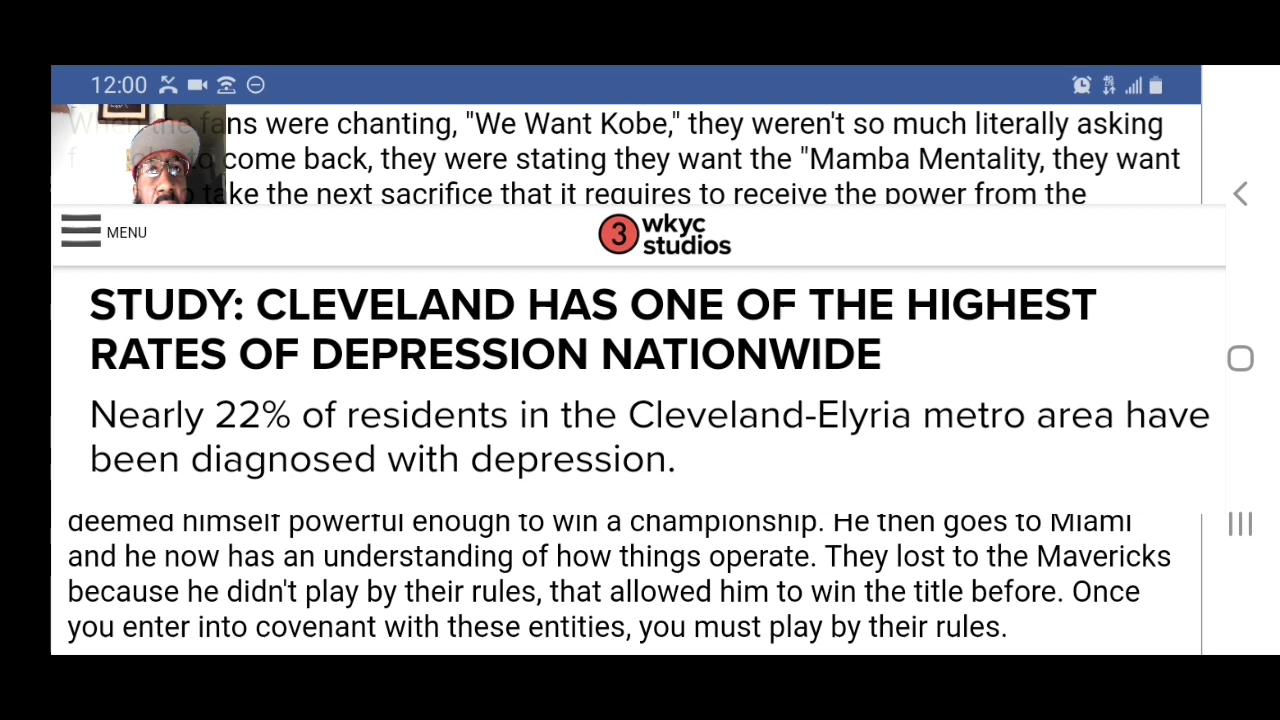 12:00
When the fans were chanting, "We Want Kobe," they weren't so much literally asking
come back, they were stating they want the "Mamba Mentality, they want
take the next sacrifice that it requires to receive the power from the
MENU
3 wkyc
studios
STUDY: CLEVELAND HAS ONE OF THE HIGHEST
RATES OF DEPRESSION NATIONWIDE
Nearly 22% of residents in the Cleveland-Elyria metro area have
been diagnosed with depression.
deemed himself powerful enough to win a championship. He then goes to Miami
and he now has an understanding of how things operate. They lost to the Mavericks
because he didn't play by their rules, that allowed him to win the title before. Once
you enter into covenant with these entities, you must play by their rules.